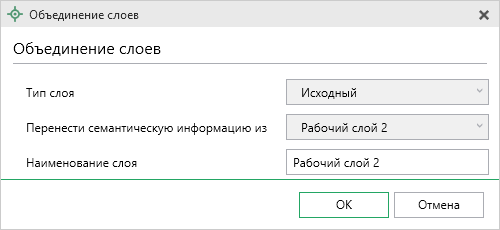 Объединение слоев
Объединение слоев
Тип слоя Исходный
Перенести семантическую информацию из Рабочий слой 2
Наименование слоя Рабочий слой 2
OK Отмена